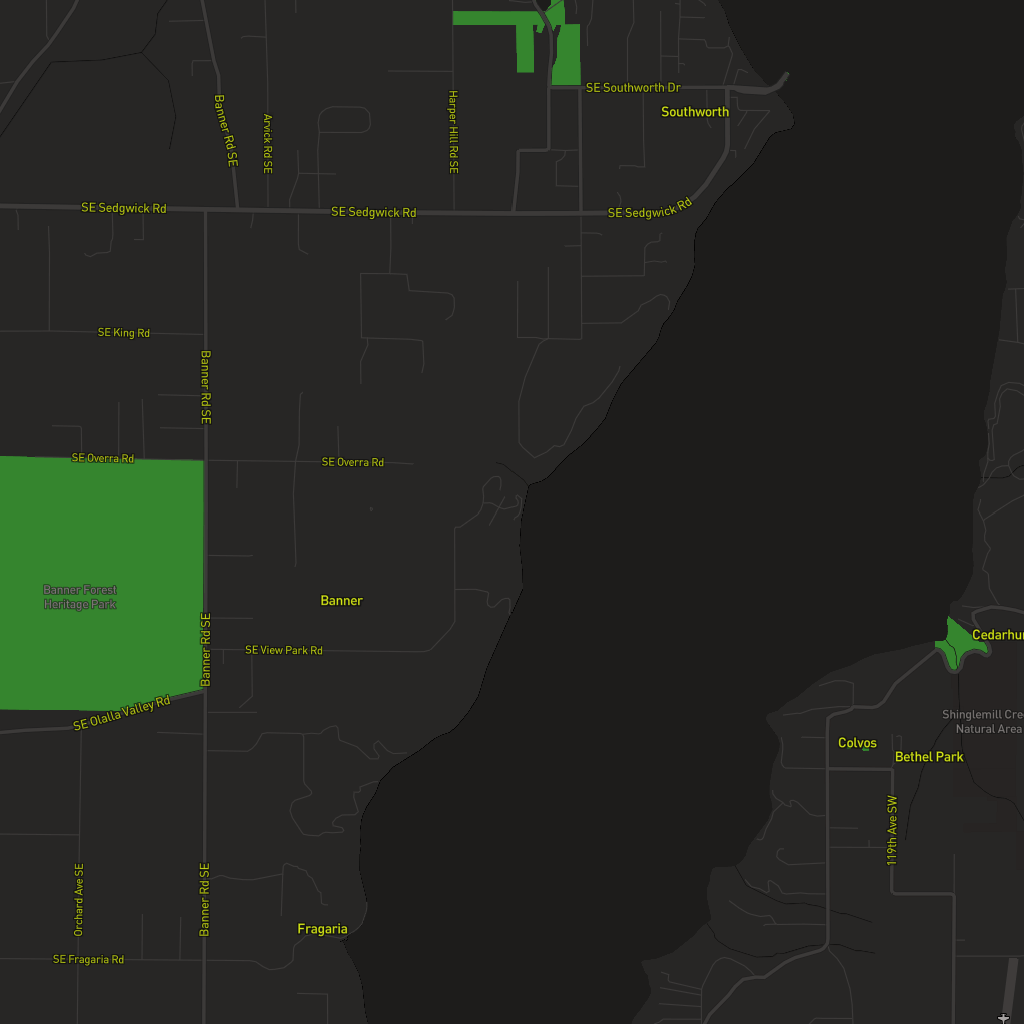 SE Southworth Dr
Southworth
Banner Rd SE
Arvick Rd SE
Harper Hill Rd SE
SE Sedgwick Rd
SE Sedgwick Rd
SE Sedgwick Rd
SE King Rd
Banner Rd SE
SE Overra Rd
SE Overra Rd
Banner Forest
Heritage Park
Banner
Banner Rd SE
SE View Park Rd
Cedarhur
SE Olalla Valley Rd
Shinglemill Cre
Natural Area
Colvos
Bethel Park
119th Ave SW
Orchard Ave SE
Banner Rd SE
Fragaria
SE Fragaria Rd